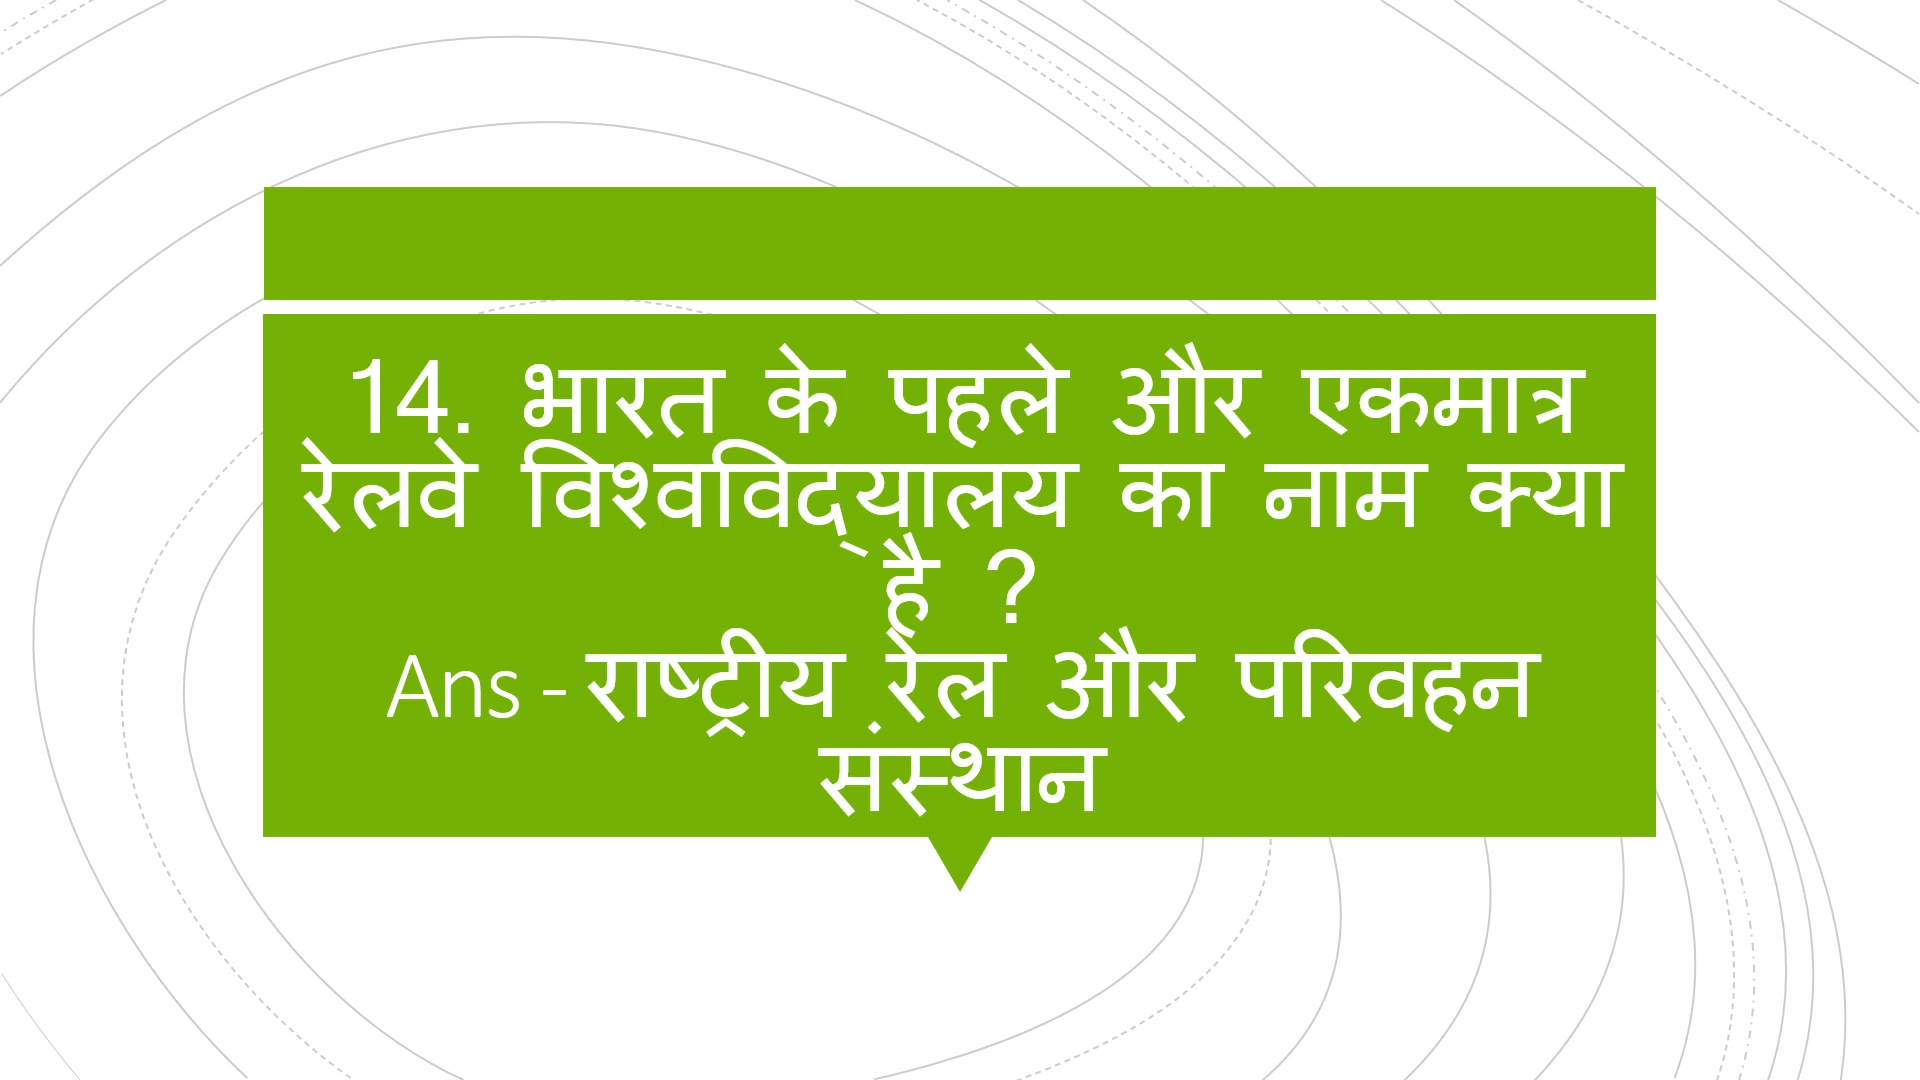 14. भारत के पहले और एकमात्र
रेलवे विश्वविद्यालय का नाम क्या
है ?
Ans - राष्ट्रीय रेल और परिवहन
संस्थान